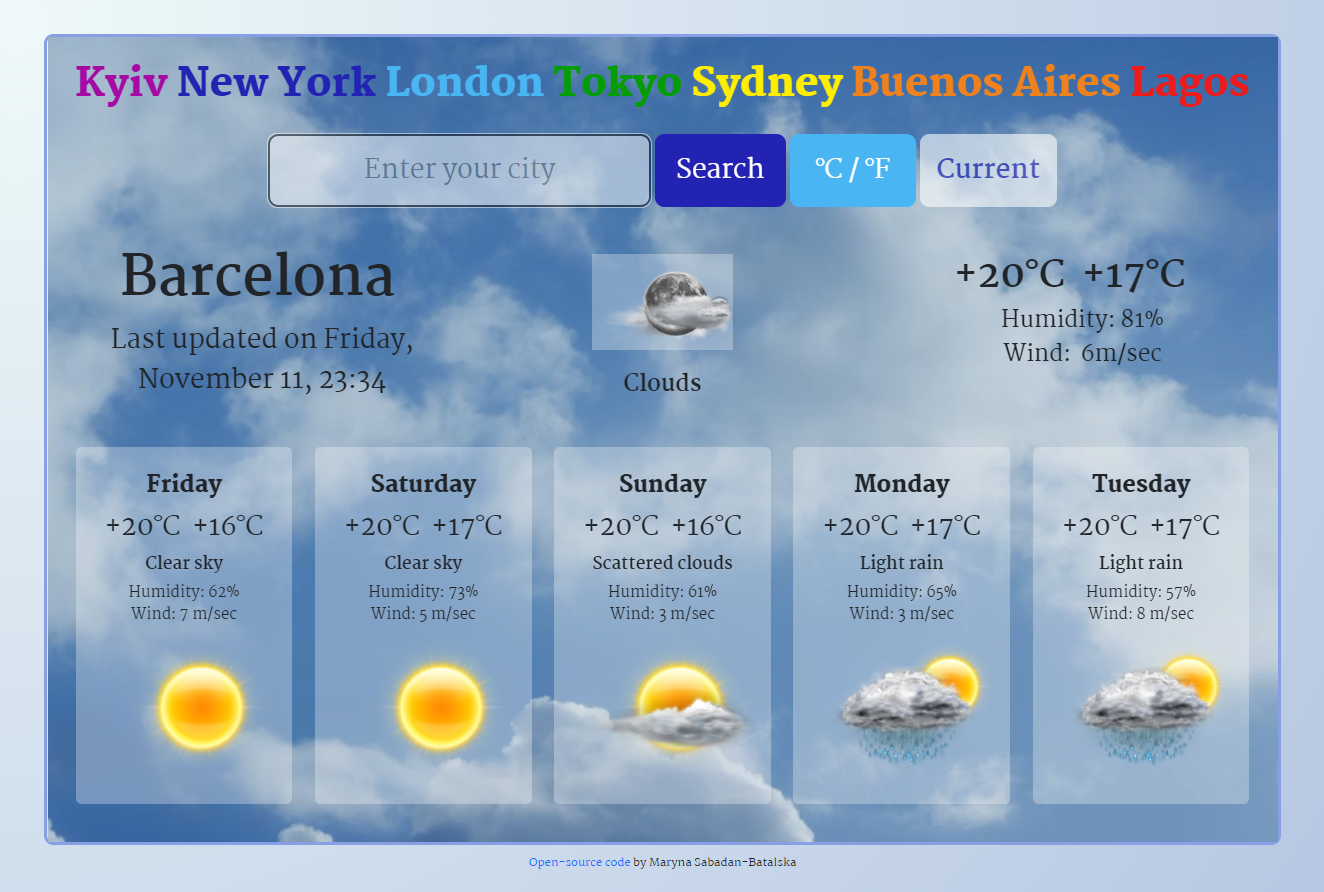 Kyiv New York London Tokyo Sydney Buenos Aires Lagos
Enter your city Search °C / °F Current
Barcelona
Last updated on Friday,
November 11, 23:34
Clouds
+20°C +17°C
Humidity: 81%
Wind: 6m/sec
Friday
+20°C +16°C
Clear sky
Humidity: 62%
Wind: 7 m/sec
Saturday
+20°C +17°C
Clear sky
Humidity: 73%
Wind: 5 m/sec
Sunday
+20°C +16°C
Scattered clouds
Humidity: 61%
Wind: 3 m/sec
Monday
+20°C +17°C
Light rain
Humidity: 65%
Wind: 3 m/sec
Tuesday
+20°C +17°C
Light rain
Humidity: 57%
Wind: 8 m/sec
Open-source code by Maryna Sabadan-Batalska